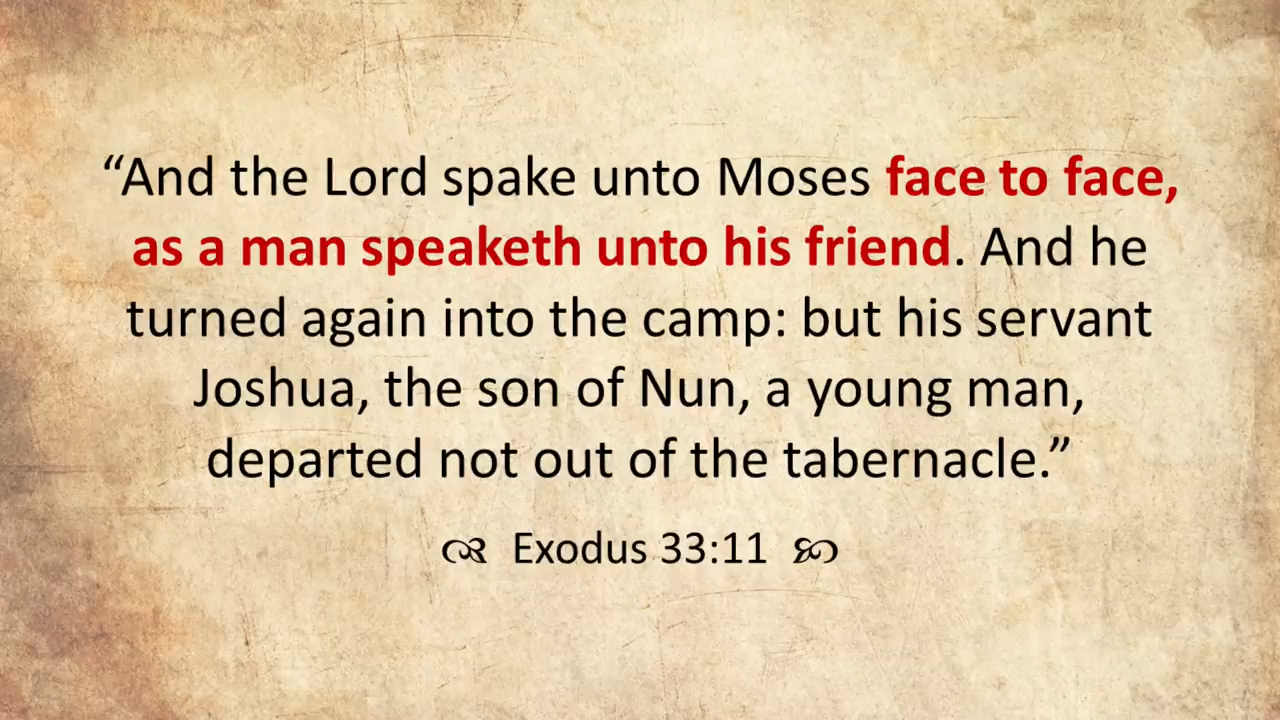 “And the Lord spake unto Moses face to face,
as a man speaketh unto his friend. And he
turned again into the camp: but his servant
Joshua, the son of Nun, a young man,
departed not out of the tabernacle.”
Exodus 33:11